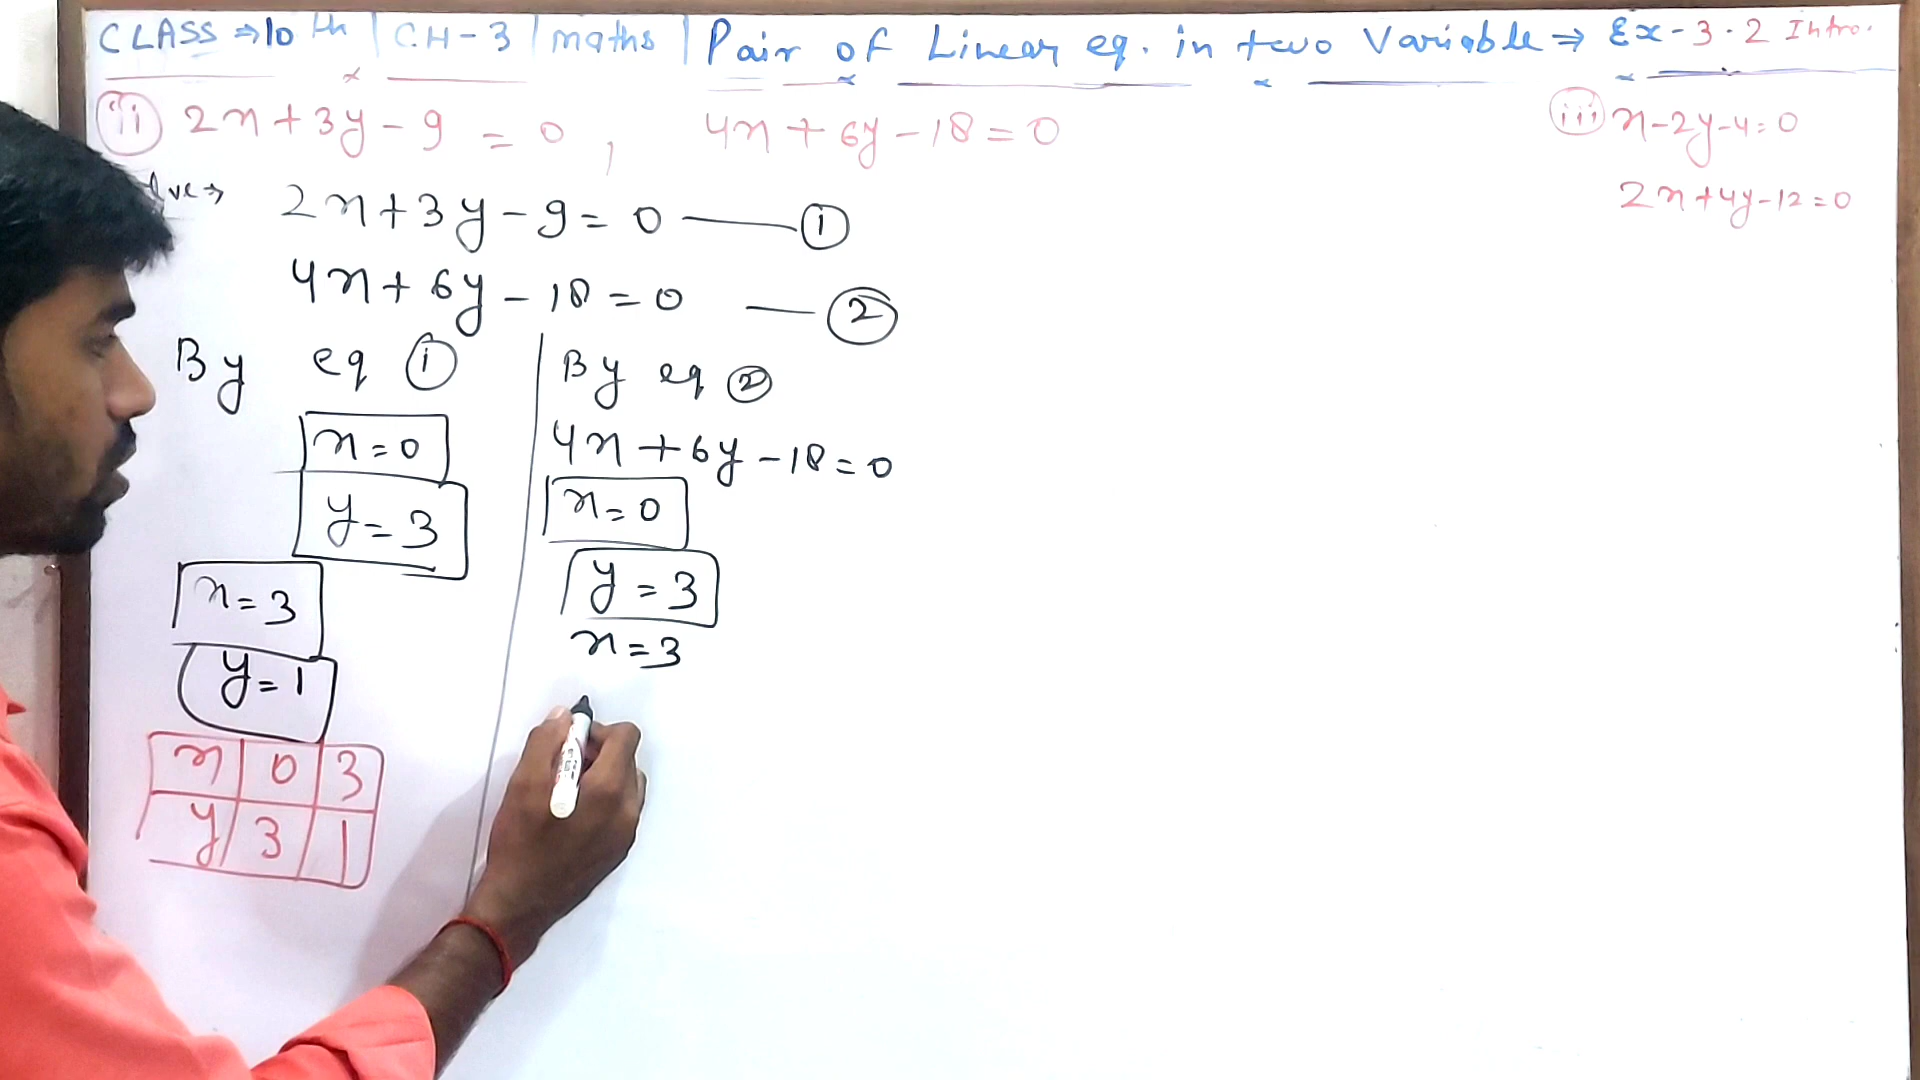 CLASS ⇒ 10 th | CH-3 | maths | Pair of Linear eq. in two Variable ⇒ Ex-3.2 Intro.
(ii) 2x+3y-9 = 0 , 4x+6y-18=0
(iii) x-2y-4=0
2x+4y-12=0
2x+3y-9=0 —— ①
4x+6y-18=0 — ②
By eq ①
x=0
y=3
x=3
y=1
x 0 3
y 3 1
By eq ②
4x+6y-18=0
x=0
y=3
x=3